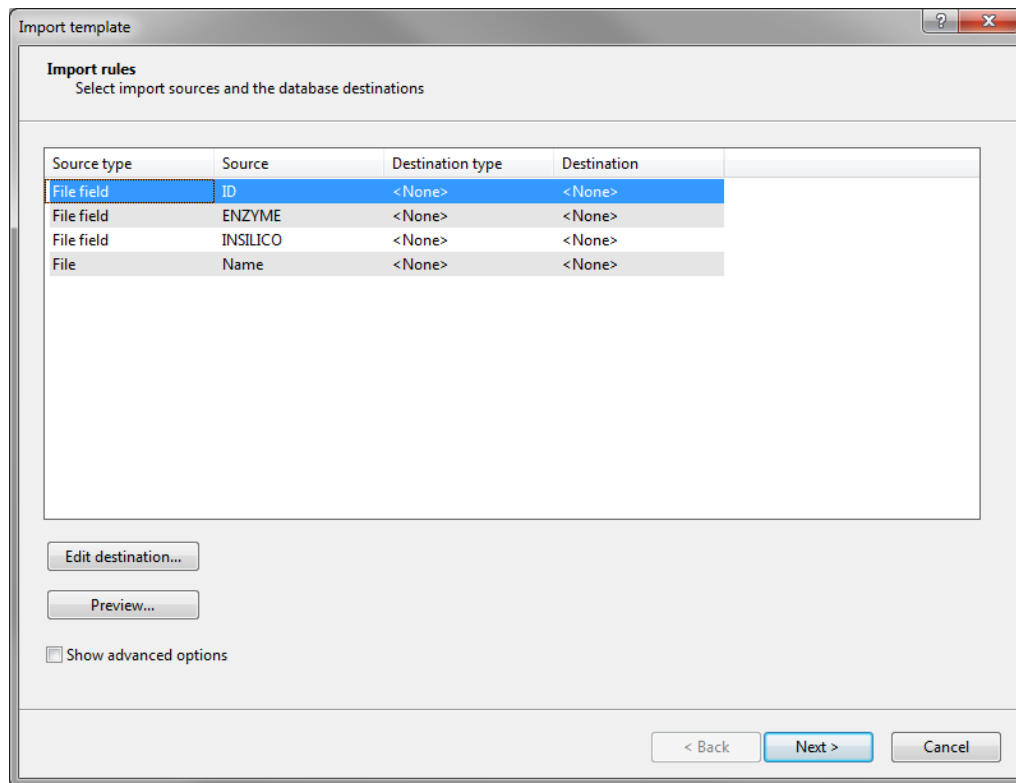 Import template
?
X
Import rules
Select import sources and the database destinations
Source type Source Destination type Destination
File field ID <None> <None>
File field ENZYME <None> <None>
File field INSILICO <None> <None>
File Name <None> <None>
Edit destination...
Preview...
Show advanced options
< Back Next > Cancel